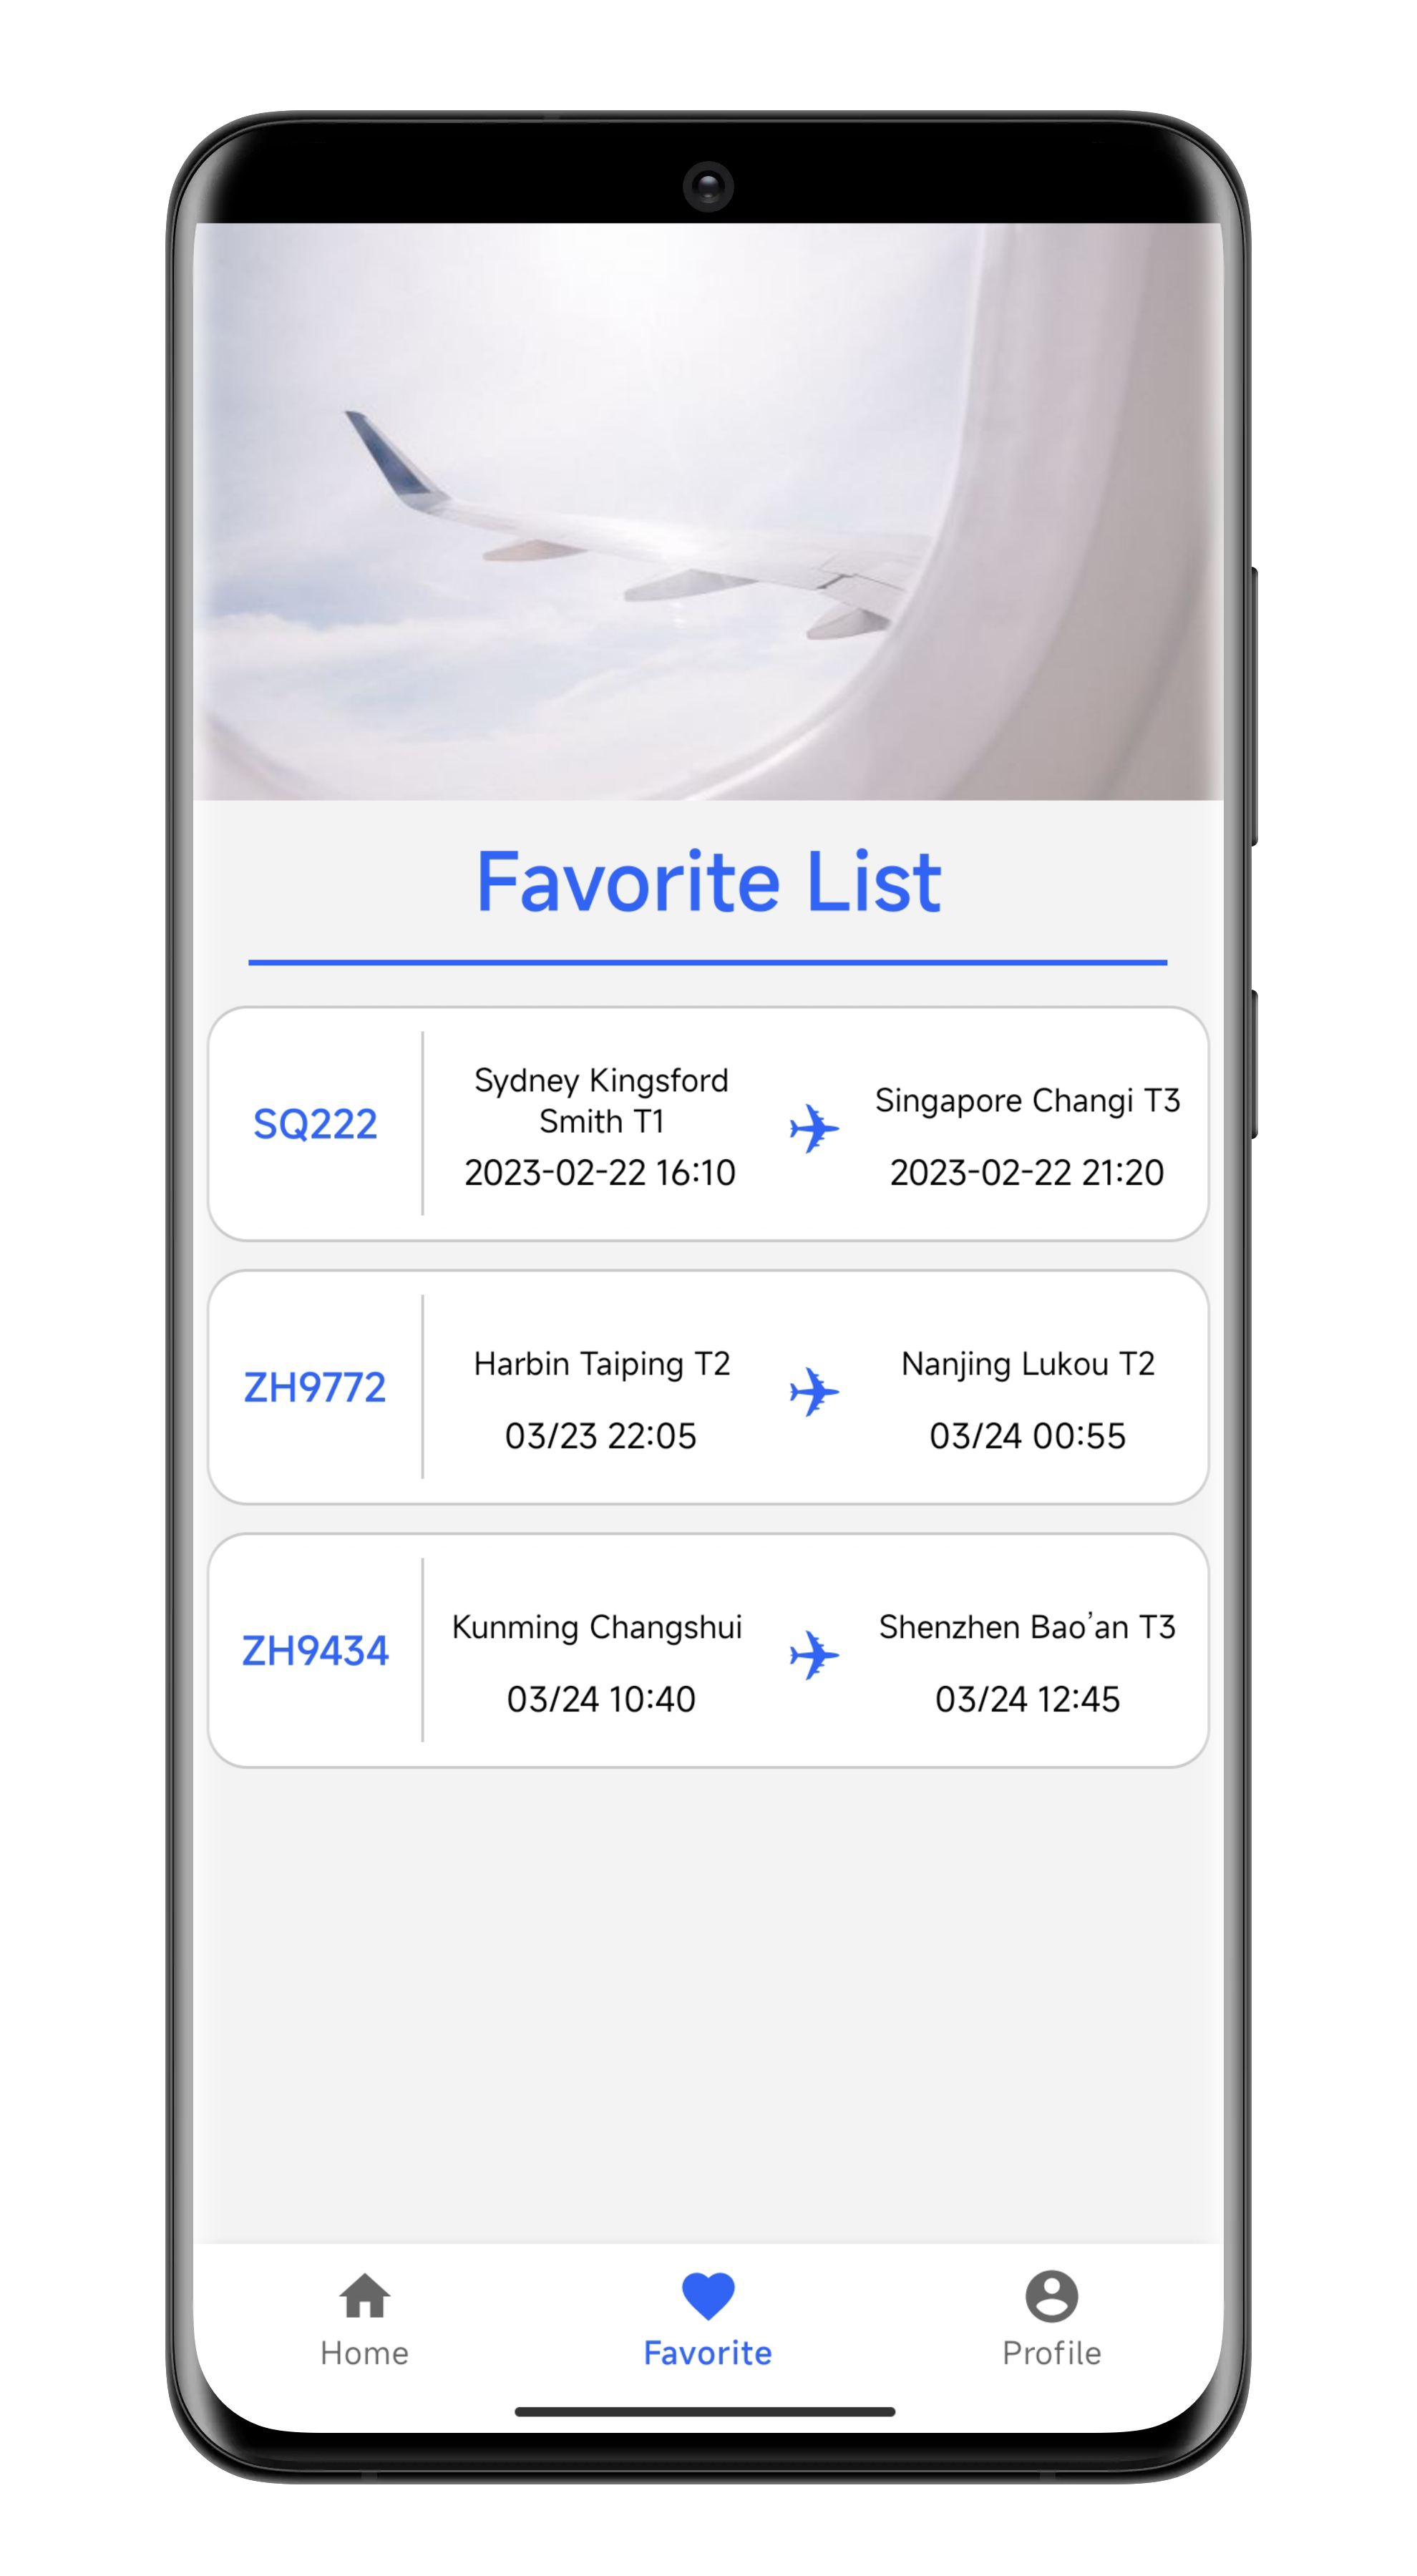 Favorite List
SQ222
Sydney Kingsford
Smith T1
2023-02-22 16:10
Singapore Changi T3
2023-02-22 21:20
ZH9772
Harbin Taiping T2
03/23 22:05
Nanjing Lukou T2
03/24 00:55
ZH9434
Kunming Changshui
03/24 10:40
Shenzhen Bao’an T3
03/24 12:45
Home
Favorite
Profile